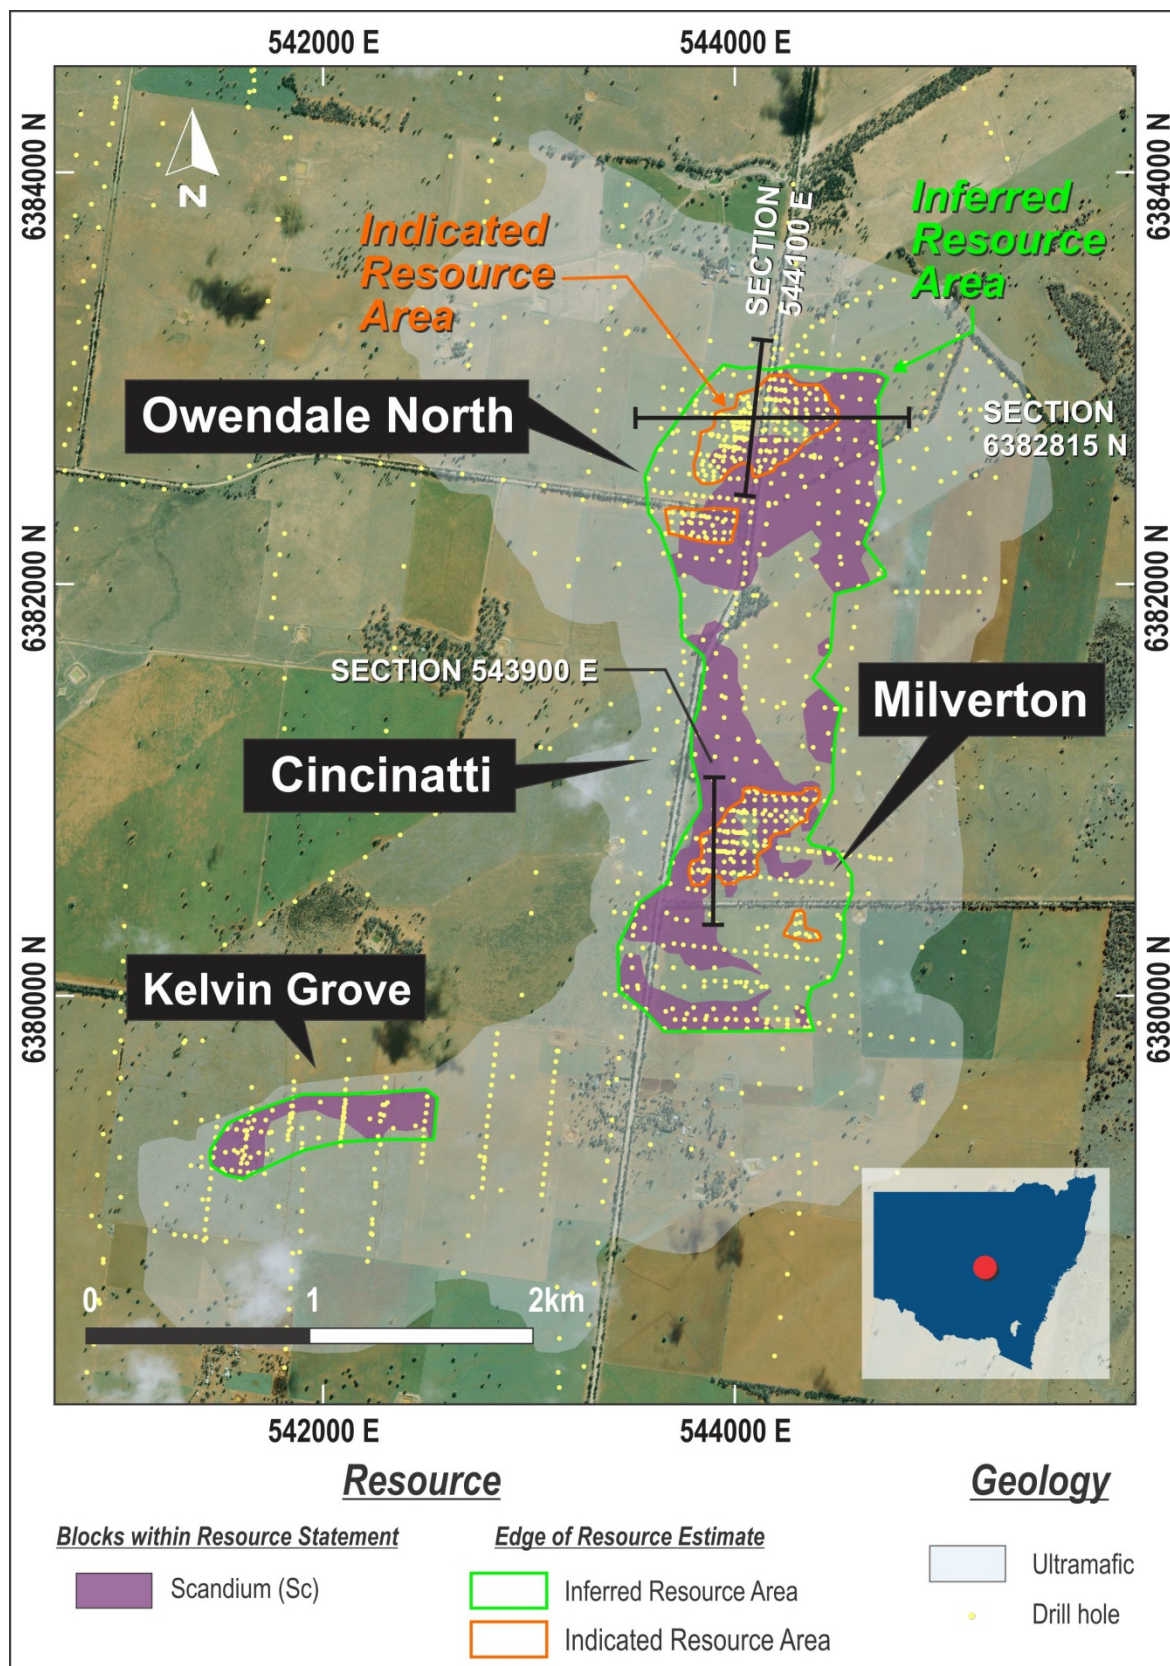 542000 E
544000 E
6384000 N
6384000 N
N
Indicated
Resource
Area
SECTION
544100 E
Inferred
Resource
Area
Owendale North
SECTION
6382815 N
6382000 N
6382000 N
SECTION 543900 E
Milverton
Cincinatti
Kelvin Grove
6380000 N
6380000 N
0
1
2km
542000 E
544000 E
Resource
Geology
Blocks within Resource Statement
Edge of Resource Estimate
Scandium (Sc)
Inferred Resource Area
Indicated Resource Area
Ultramafic
Drill hole